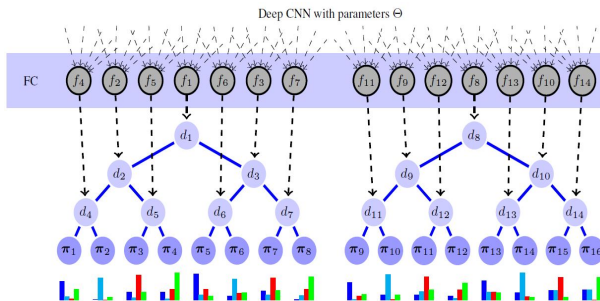 Deep CNN with parameters Θ
FC f4 f2 f5 f1 f6 f3 f7 f11 f9 f12 f8 f13 f10 f14
d1 d8
d2 d3 d9 d10
d4 d5 d6 d7 d11 d12 d13 d14
π1 π2 π3 π4 π5 π6 π7 π8 π9 π10 π11 π12 π13 π14 π15 π16